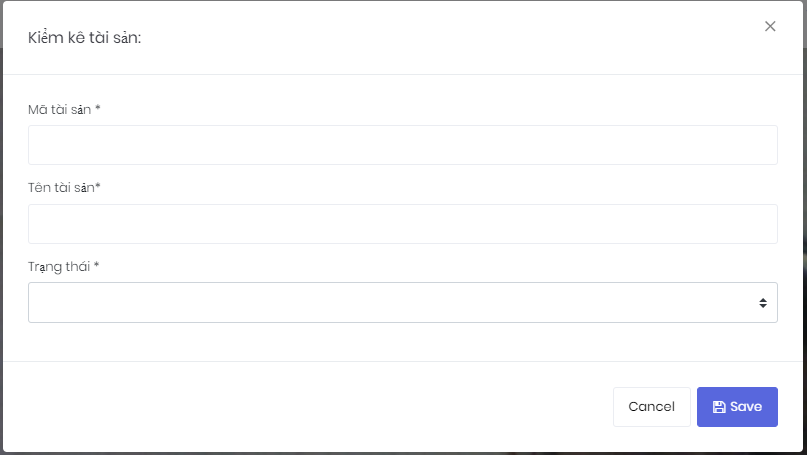 Kiểm kê tài sản:
Mã tài sản *
Tên tài sản*
Trạng thái *
Cancel
Save